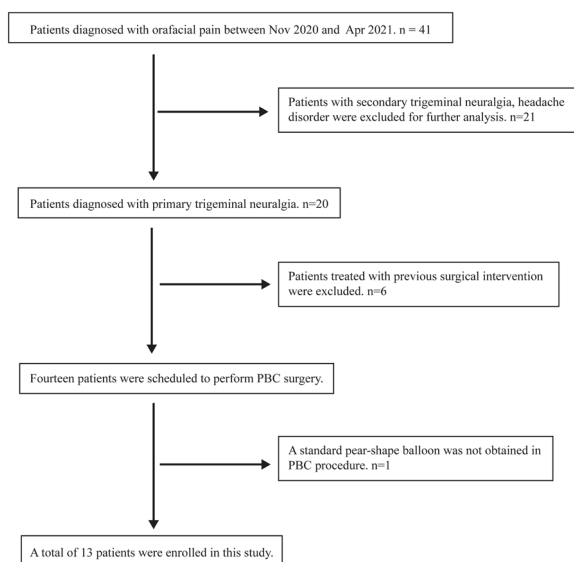 Patients diagnosed with orafacial pain between Nov 2020 and Apr 2021. n = 41
Patients with secondary trigeminal neuralgia, headache
disorder were excluded for further analysis. n=21
Patients diagnosed with primary trigeminal neuralgia. n=20
Patients treated with previous surgical intervention
were excluded. n=6
Fourteen patients were scheduled to perform PBC surgery.
A standard pear-shape balloon was not obtained in
PBC procedure. n=1
A total of 13 patients were enrolled in this study.